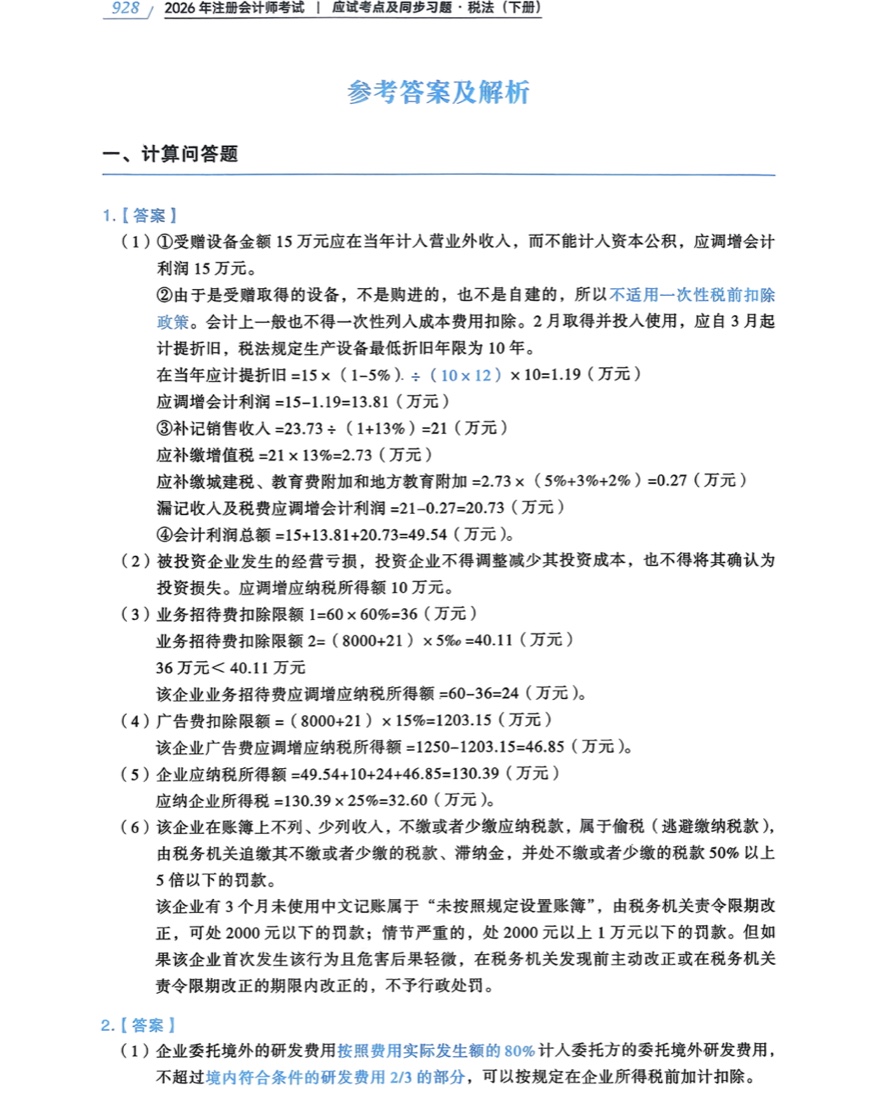 928 / 2026 年注册会计师考试 | 应试考点及同步习题·税法（下册）
参考答案及解析
一、计算问答题
1.【答案】
（1）①受赠设备金额 15 万元应在当年计入营业外收入，而不能计入资本公积，应调增会计
利润 15 万元。
②由于是受赠取得的设备，不是购进的，也不是自建的，所以不适用一次性税前扣除
政策。会计上一般也不得一次性列入成本费用扣除。2 月取得并投入使用，应自 3 月起
计提折旧，税法规定生产设备最低折旧年限为 10 年。
在当年应计提折旧 =15×（1-5%）÷（10×12）×10=1.19（万元）
应调增会计利润 =15-1.19=13.81（万元）
③补记销售收入 =23.73÷（1+13%）=21（万元）
应补缴增值税 =21×13%=2.73（万元）
应补缴城建税、教育费附加和地方教育附加 =2.73×（5%+3%+2%）=0.27（万元）
漏记收入及税费应调增会计利润 =21-0.27=20.73（万元）
④会计利润总额 =15+13.81+20.73=49.54（万元）。
（2）被投资企业发生的经营亏损，投资企业不得调整减少其投资成本，也不得将其确认为
投资损失。应调增应纳税所得额 10 万元。
（3）业务招待费扣除限额 1=60×60%=36（万元）
业务招待费扣除限额 2=（8000+21）×5‰=40.11（万元）
36 万元＜ 40.11 万元
该企业业务招待费应调增应纳税所得额 =60-36=24（万元）。
（4）广告费扣除限额 =（8000+21）×15%=1203.15（万元）
该企业广告费应调增应纳税所得额 =1250-1203.15=46.85（万元）。
（5）企业应纳税所得额 =49.54+10+24+46.85=130.39（万元）
应纳企业所得税 =130.39×25%=32.60（万元）。
（6）该企业在账簿上不列、少列收入，不缴或者少缴应纳税款，属于偷税（逃避缴纳税款），
由税务机关追缴其不缴或者少缴的税款、滞纳金，并处不缴或者少缴的税款 50% 以上
5 倍以下的罚款。
该企业有 3 个月未使用中文记账属于“未按照规定设置账簿”，由税务机关责令限期改
正，可处 2000 元以下的罚款；情节严重的，处 2000 元以上 1 万元以下的罚款。但如
果该企业首次发生该行为且危害后果轻微，在税务机关发现前主动改正或在税务机关
责令限期改正的期限内改正的，不予行政处罚。
2.【答案】
（1）企业委托境外的研发费用按照费用实际发生额的 80% 计入委托方的委托境外研发费用，
不超过境内符合条件的研发费用 2/3 的部分，可以按规定在企业所得税前加计扣除。